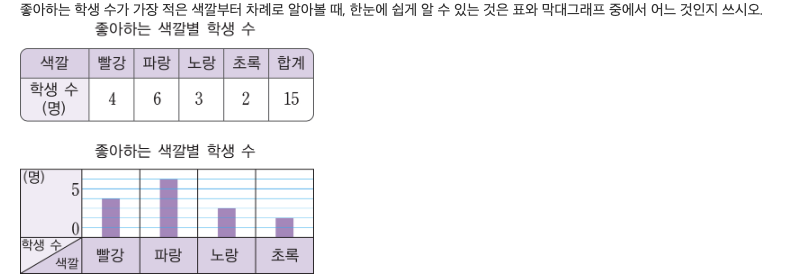 좋아하는 학생 수가 가장 적은 색깔부터 차례로 알아볼 때, 한눈에 쉽게 알 수 있는 것은 표와 막대그래프 중에서 어느 것인지 쓰시오.
좋아하는 색깔별 학생 수
색깔 빨강 파랑 노랑 초록 합계
학생 수
(명) 4 6 3 2 15
좋아하는 색깔별 학생 수
(명)
5
0
학생 수
색깔 빨강 파랑 노랑 초록